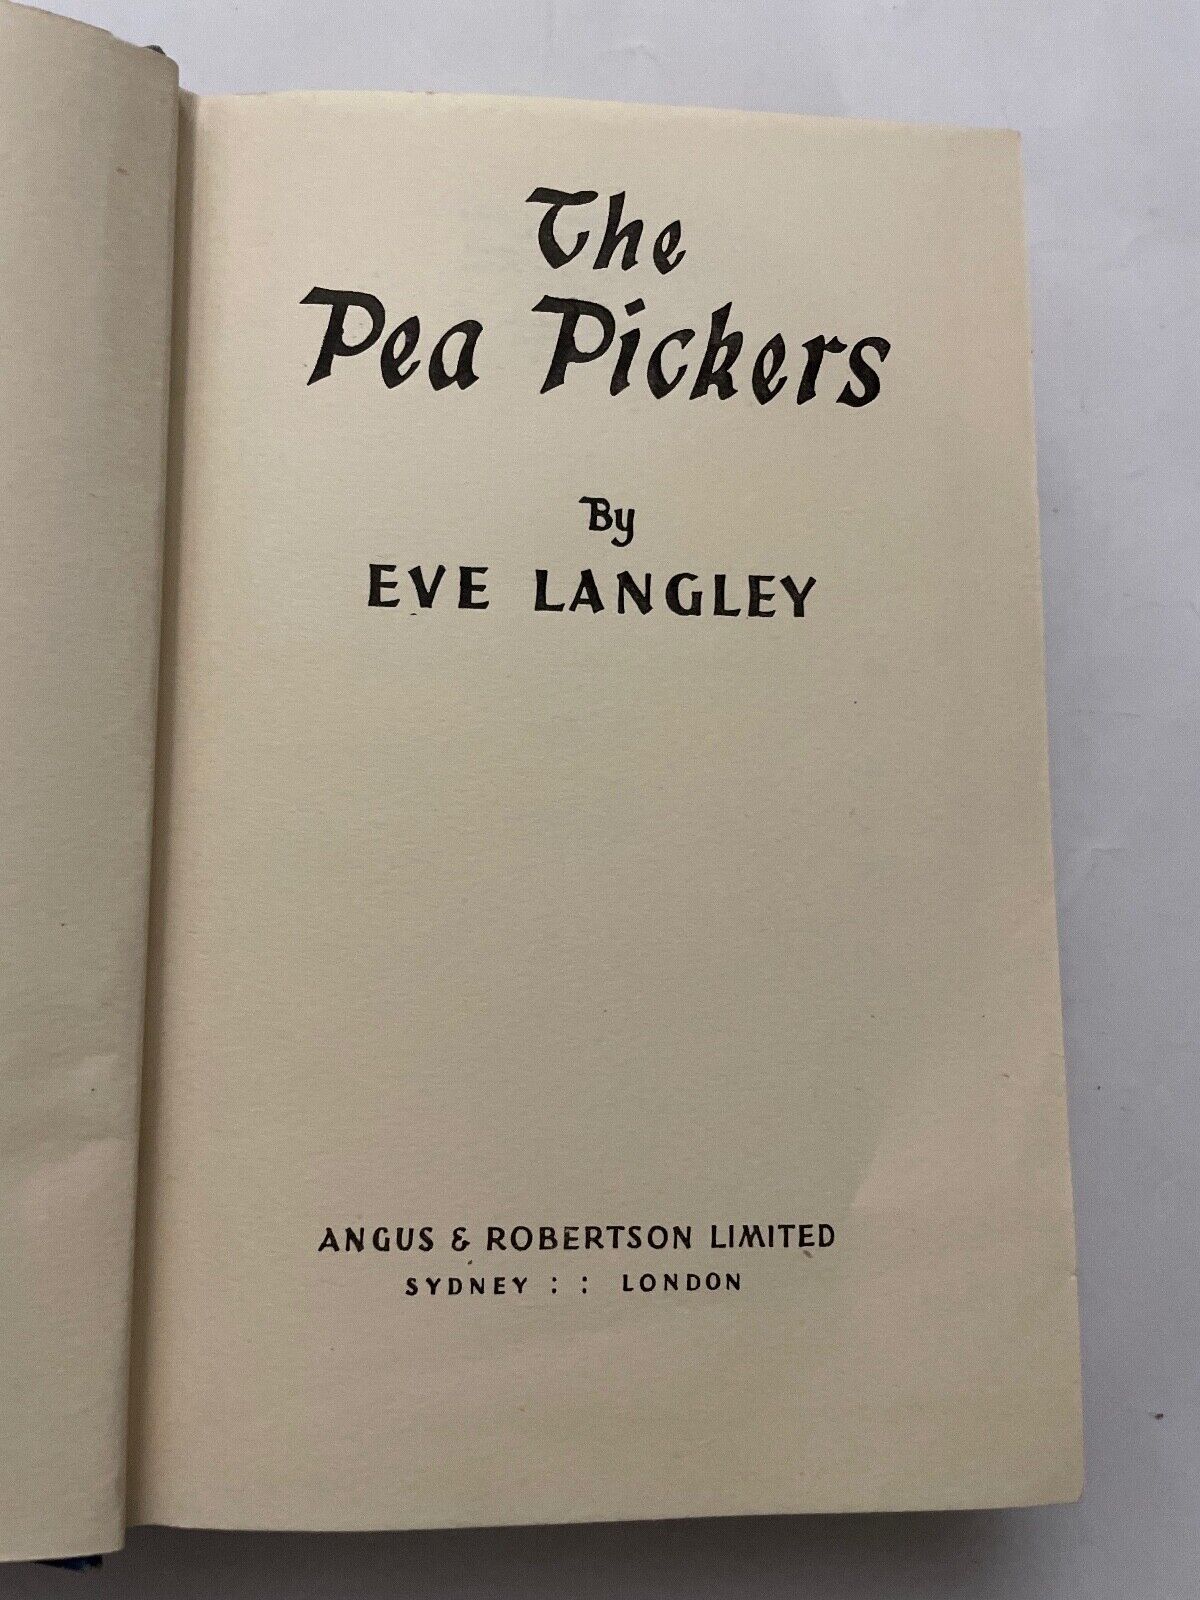 The
Pea Pickers
By
EVE LANGLEY
ANGUS & ROBERTSON LIMITED
SYDNEY : : LONDON